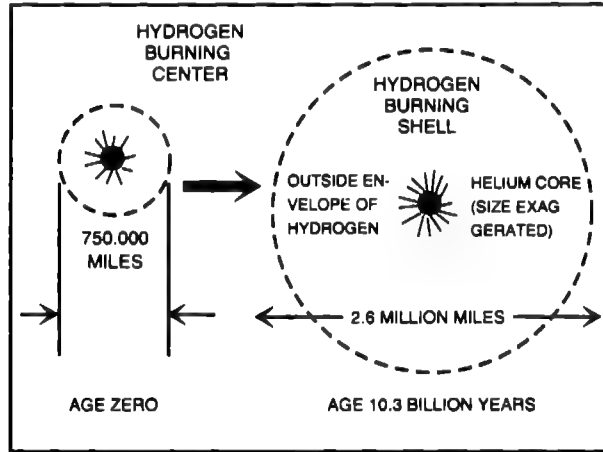 HYDROGEN
BURNING
CENTER
750.000
MILES
AGE ZERO
HYDROGEN
BURNING
SHELL
OUTSIDE EN-
VELOPE OF
HYDROGEN
HELIUM CORE
(SIZE EXAG
GERATED)
2.6 MILLION MILES
AGE 10.3 BILLION YEARS